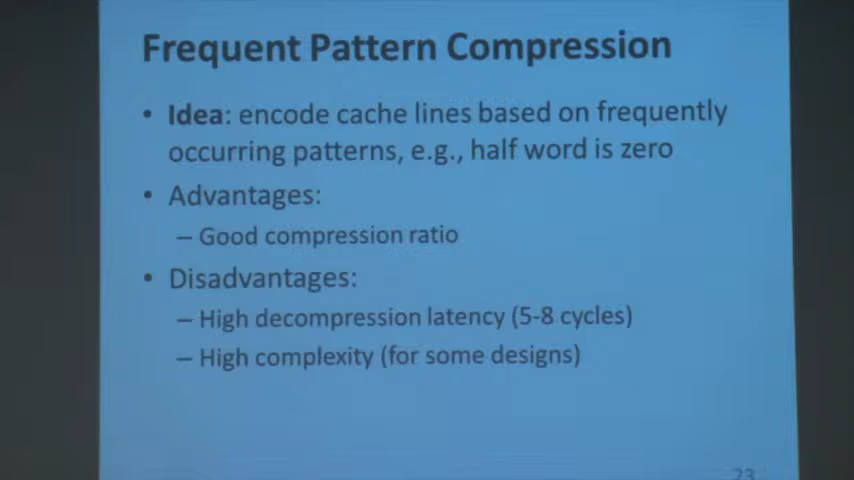 Frequent Pattern Compression
• Idea: encode cache lines based on frequently
occurring patterns, e.g., half word is zero
• Advantages:
– Good compression ratio
• Disadvantages:
– High decompression latency (5-8 cycles)
– High complexity (for some designs)
23